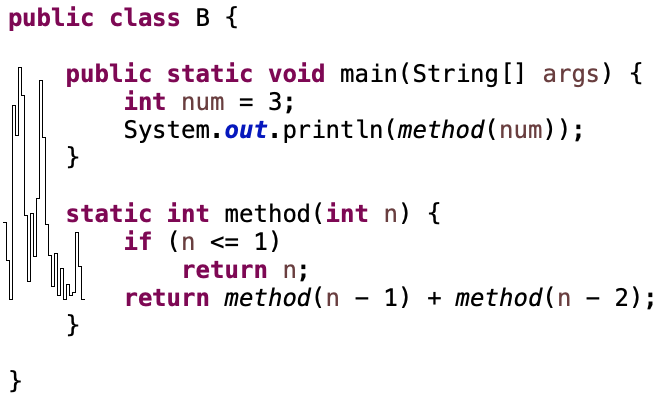 public class B {
public static void main(String[] args) {
int num = 3;
System.out.println(method(num));
}
static int method(int n) {
if (n <= 1)
return n;
return method(n - 1) + method(n - 2);
}
}